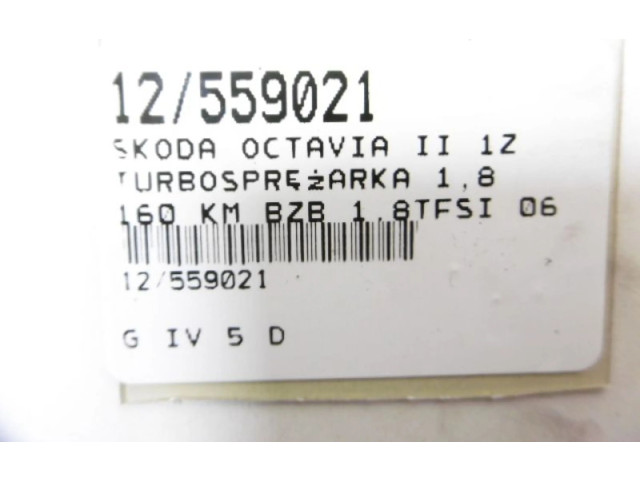 12/559021
SKODA OCTAVIA II 1Z
TURBOSPRĘżARKA 1,8
160 KM BZB 1.8TFSI 06
12/559021
G IV 5 D